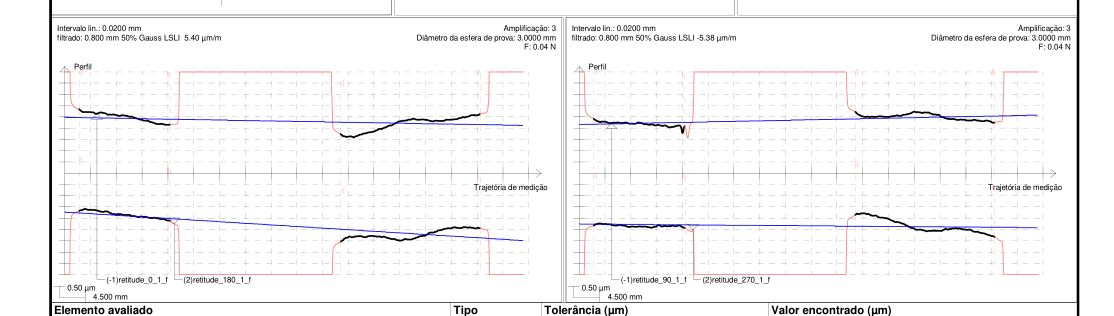 Intervalo lin.: 0.0200 mm
filtrado: 0.800 mm 50% Gauss LSLI  5.40 µm/m
Amplificação: 3
Diâmetro da esfera de prova: 3.0000 mm
F: 0.04 N
Perfil
Trajetória de medição
(-1)retitude_0_1_f
(2)retitude_180_1_f
0.50 µm
4.500 mm
Intervalo lin.: 0.0200 mm
filtrado: 0.800 mm 50% Gauss LSLI -5.38 µm/m
Amplificação: 3
Diâmetro da esfera de prova: 3.0000 mm
F: 0.04 N
Perfil
Trajetória de medição
(-1)retitude_90_1_f
(2)retitude_270_1_f
0.50 µm
4.500 mm
Elemento avaliado Tipo Tolerância (µm) Valor encontrado (µm)